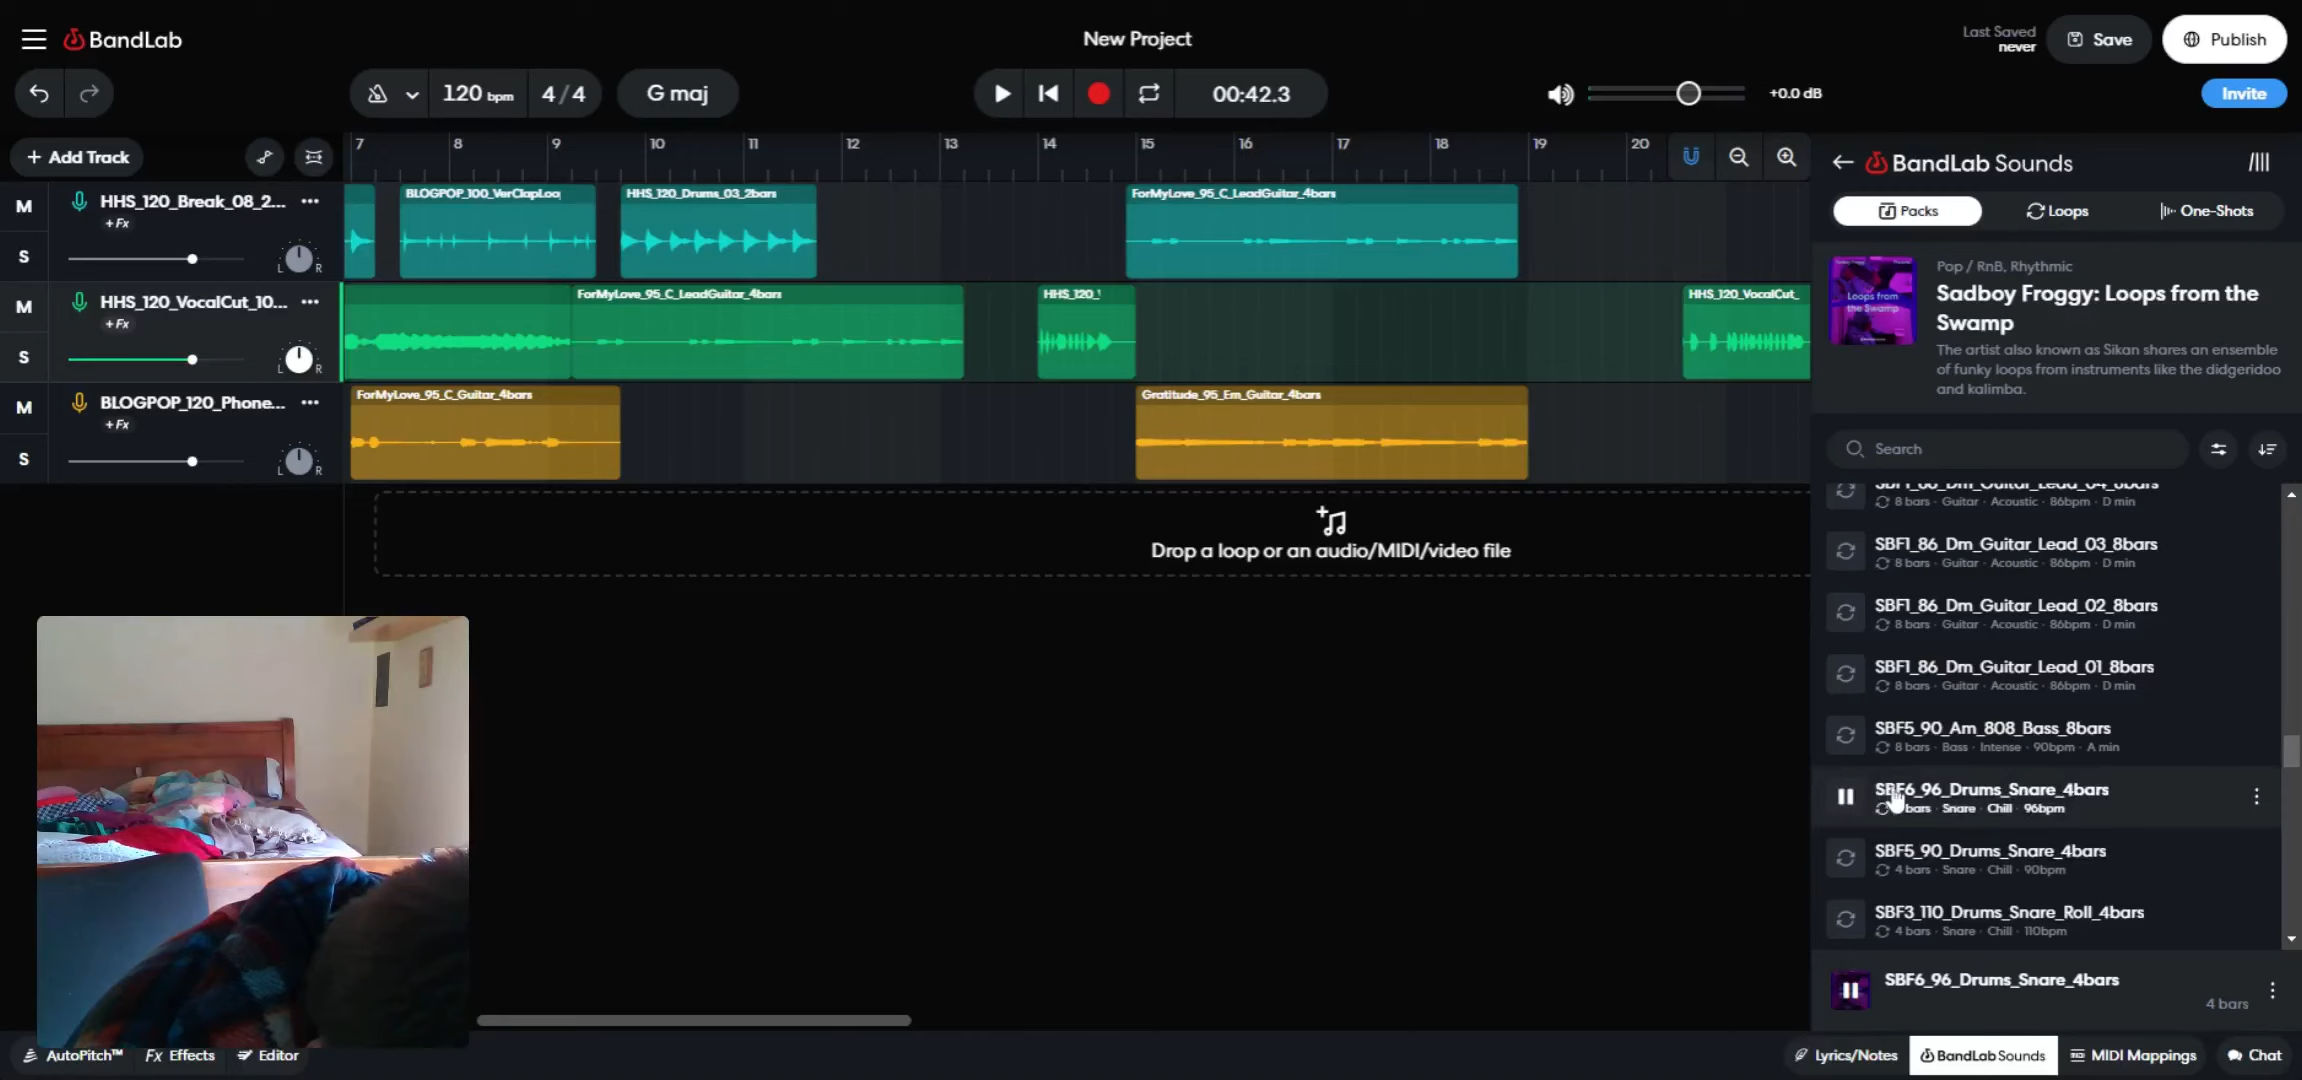 BandLab
New Project
Last Saved
never
Save
Publish
120 bpm
4/4
G maj
00:42.3
+0.0 dB
Invite
+ Add Track
7 8 9 10 11 12 13 14 15 16 17 18 19 20
BandLab Sounds
Packs
Loops
One-Shots
M
S
HHS_120_Break_08_2...
+Fx
L R
BLOGPOP_100_VerClapLoo
HHS_120_Drums_03_2bars
ForMyLove_95_C_LeadGuitar_4bars
M
S
HHS_120_VocalCut_10...
+Fx
L R
ForMyLove_95_C_LeadGuitar_4bars
HHS_120_
HHS_120_VocalCut_
M
S
BLOGPOP_120_Phone...
+Fx
L R
ForMyLove_95_C_Guitar_4bars
Gratitude_95_Em_Guitar_4bars
Drop a loop or an audio/MIDI/video file
Loops from
the Swamp
Pop / RnB, Rhythmic
Sadboy Froggy: Loops from the
Swamp
The artist also known as Sikan shares an ensemble
of funky loops from instruments like the didgeridoo
and kalimba.
Search
SBF1_86_Dm_Guitar_Lead_04_8bars
8 bars · Guitar · Acoustic · 86bpm · D min
SBF1_86_Dm_Guitar_Lead_03_8bars
8 bars · Guitar · Acoustic · 86bpm · D min
SBF1_86_Dm_Guitar_Lead_02_8bars
8 bars · Guitar · Acoustic · 86bpm · D min
SBF1_86_Dm_Guitar_Lead_01_8bars
8 bars · Guitar · Acoustic · 86bpm · D min
SBF5_90_Am_808_Bass_8bars
8 bars · Bass · Intense · 90bpm · A min
SBF6_96_Drums_Snare_4bars
bars · Snare · Chill · 96bpm
SBF5_90_Drums_Snare_4bars
4 bars · Snare · Chill · 90bpm
SBF3_110_Drums_Snare_Roll_4bars
4 bars · Snare · Chill · 110bpm
SBF6_96_Drums_Snare_4bars
4 bars
AutoPitch™
Fx Effects
Editor
Lyrics/Notes
BandLab Sounds
MIDI Mappings
Chat